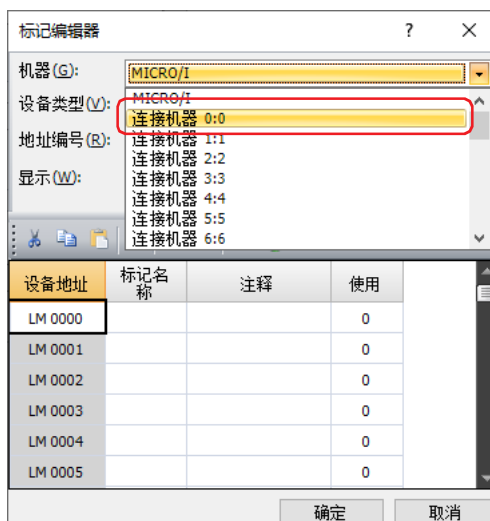 标记编辑器 ?
机器(G): MICRO/I
设备类型(V): MICRO/I
连接机器 0:0
地址编号(R): 连接机器 1:1
连接机器 2:2
显示(W): 连接机器 3:3
连接机器 4:4
连接机器 5:5
连接机器 6:6
设备地址 标记名称 注释 使用
LM 0000 0
LM 0001 0
LM 0002 0
LM 0003 0
LM 0004 0
LM 0005 0
确定 取消